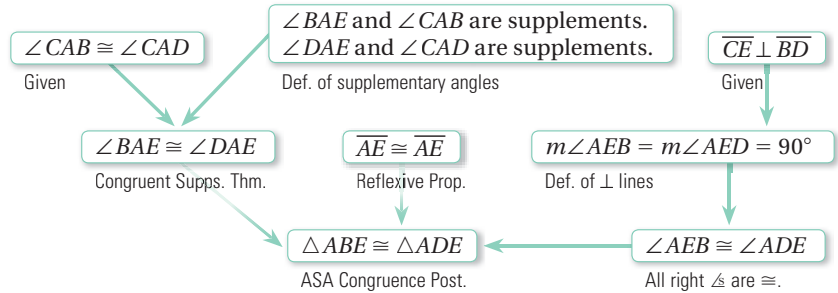 ∠BAE and ∠CAB are supplements.
∠DAE and ∠CAD are supplements.
Def. of supplementary angles
∠CAB ≅ ∠CAD
Given
CE ⊥ BD
Given
∠BAE ≅ ∠DAE
Congruent Supps. Thm.
AE ≅ AE
Reflexive Prop.
m∠AEB = m∠AED = 90°
Def. of ⊥ lines
△ABE ≅ △ADE
ASA Congruence Post.
∠AEB ≅ ∠ADE
All right ∠s are ≅.